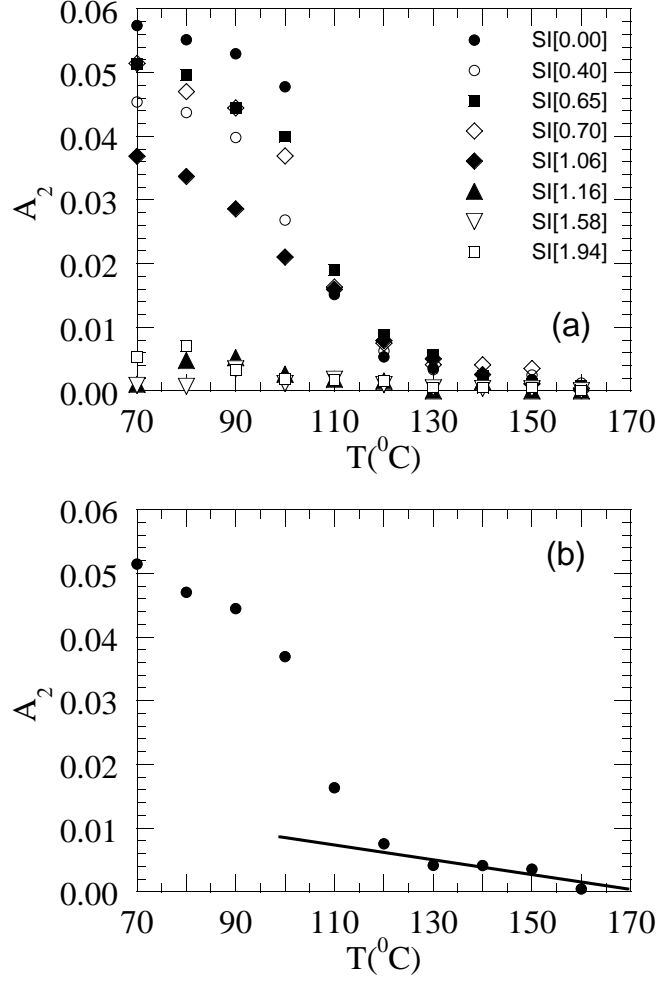 0.06
0.05
0.04
0.03
0.02
0.01
0.00
A2
SI[0.00]
SI[0.40]
SI[0.65]
SI[0.70]
SI[1.06]
SI[1.16]
SI[1.58]
SI[1.94]
(a)
70 90 110 130 150 170
T(⁰C)
0.06
0.05
0.04
0.03
0.02
0.01
0.00
A2
(b)
70 90 110 130 150 170
T(⁰C)